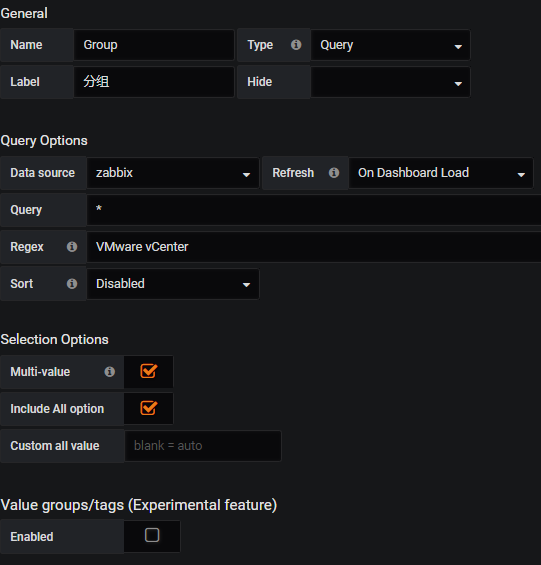 General
Name Group Type Query
Label 分组 Hide
Query Options
Data source zabbix Refresh On Dashboard Load
Query *
Regex VMware vCenter
Sort Disabled
Selection Options
Multi-value
Include All option
Custom all value blank = auto
Value groups/tags (Experimental feature)
Enabled